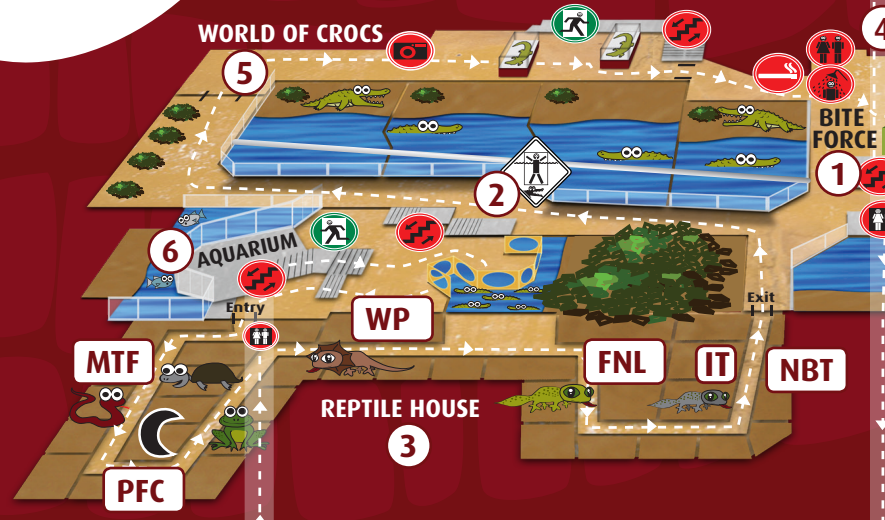 WORLD OF CROCS
5
4
BITE
FORCE
1
2
6
AQUARIUM
Entry
Exit
WP
MTF
FNL
IT
NBT
REPTILE HOUSE
3
PFC